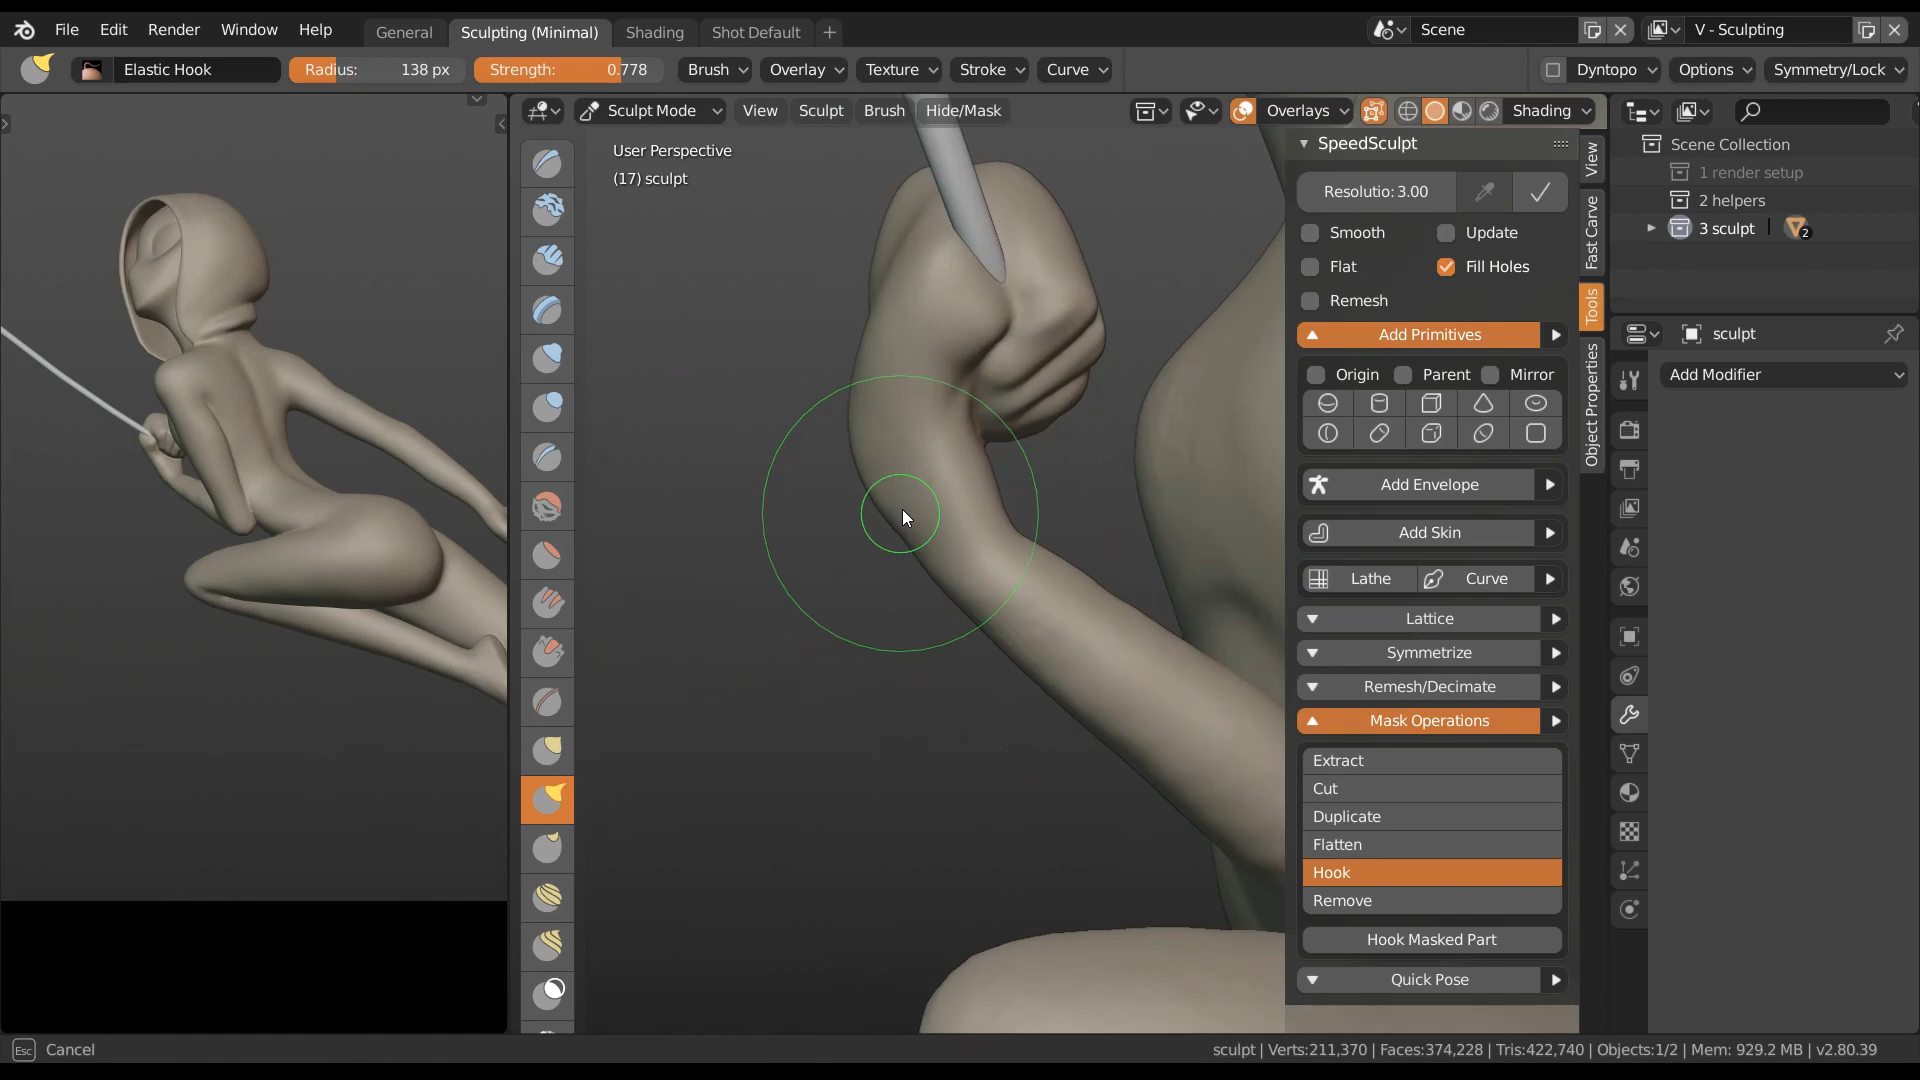 File Edit Render Window Help General Sculpting (Minimal) Shading Shot Default + Scene V - Sculpting
Elastic Hook Radius: 138 px Strength: 0.778 Brush Overlay Texture Stroke Curve Dyntopo Options Symmetry/Lock
Sculpt Mode View Sculpt Brush Hide/Mask Overlays Shading
User Perspective
(17) sculpt
SpeedSculpt
Resolutio: 3.00
Smooth Update
Flat Fill Holes
Remesh
Add Primitives
Origin Parent Mirror
Add Envelope
Add Skin
Lathe Curve
Lattice
Symmetrize
Remesh/Decimate
Mask Operations
Extract
Cut
Duplicate
Flatten
Hook
Remove
Hook Masked Part
Quick Pose
View
Fast Carve
Tools
Object Properties
Scene Collection
1 render setup
2 helpers
3 sculpt 2
sculpt
Add Modifier
Esc Cancel
sculpt | Verts:211,370 | Faces:374,228 | Tris:422,740 | Objects:1/2 | Mem: 929.2 MB | v2.80.39